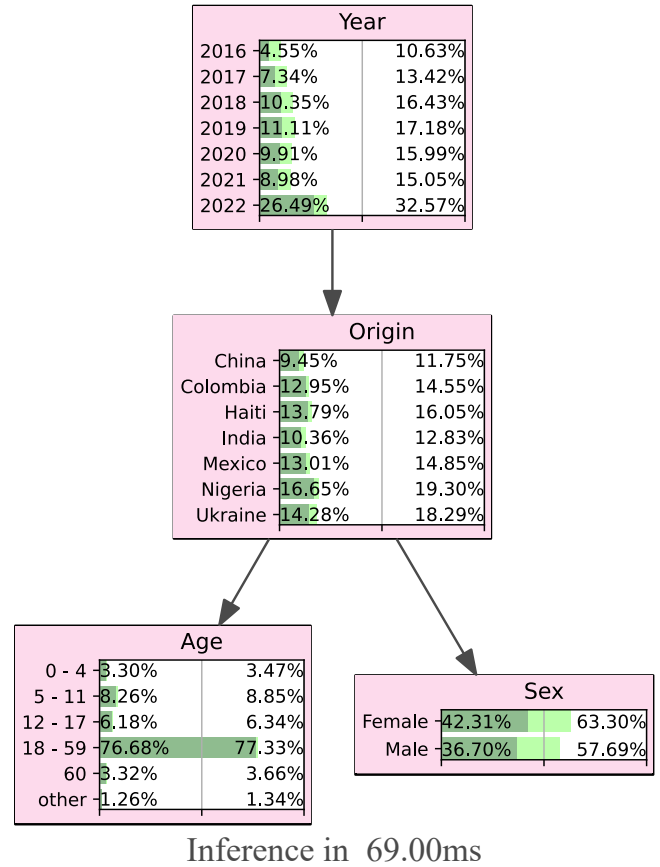 Year
2016 4.55% 10.63%
2017 7.34% 13.42%
2018 10.35% 16.43%
2019 11.11% 17.18%
2020 9.91% 15.99%
2021 8.98% 15.05%
2022 26.49% 32.57%
Origin
China 9.45% 11.75%
Colombia 12.95% 14.55%
Haiti 13.79% 16.05%
India 10.36% 12.83%
Mexico 13.01% 14.85%
Nigeria 16.65% 19.30%
Ukraine 14.28% 18.29%
Age
0 - 4 3.30% 3.47%
5 - 11 8.26% 8.85%
12 - 17 6.18% 6.34%
18 - 59 76.68% 77.33%
60 3.32% 3.66%
other 1.26% 1.34%
Sex
Female 42.31% 63.30%
Male 36.70% 57.69%
Inference in 69.00ms